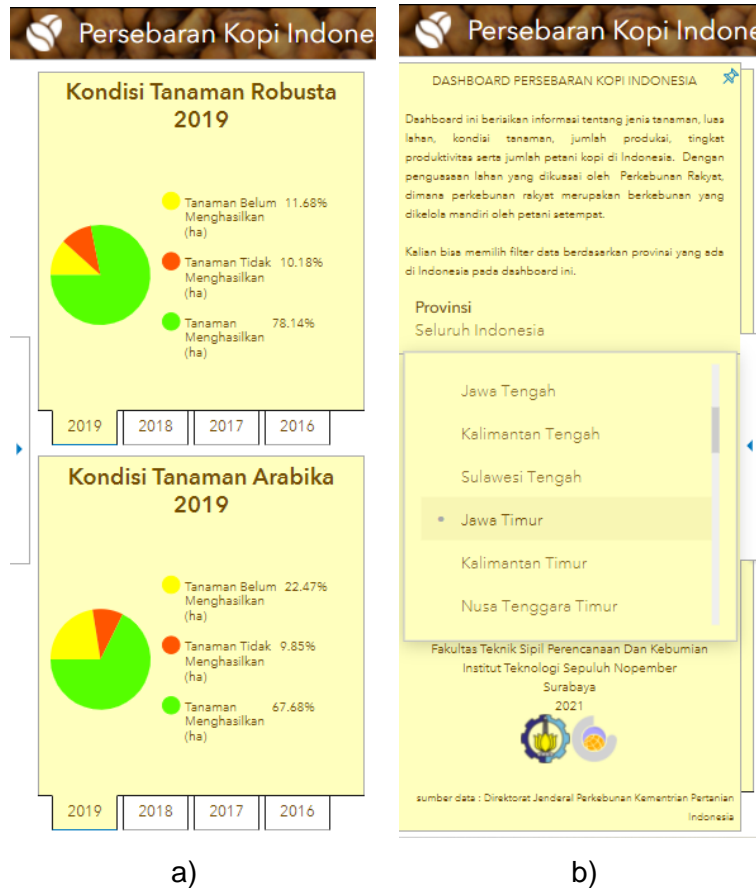 Persebaran Kopi Indone
Kondisi Tanaman Robusta
2019
Tanaman Belum 11.68%
Menghasilkan
(ha)
Tanaman Tidak 10.18%
Menghasilkan
(ha)
Tanaman 78.14%
Menghasilkan
(ha)
2019 2018 2017 2016
Kondisi Tanaman Arabika
2019
Tanaman Belum 22.47%
Menghasilkan
(ha)
Tanaman Tidak 9.85%
Menghasilkan
(ha)
Tanaman 67.68%
Menghasilkan
(ha)
2019 2018 2017 2016
a)
Persebaran Kopi Indone
DASHBOARD PERSEBARAN KOPI INDONESIA
Dashboard ini berisikan informasi tentang jenis tanaman, luas
lahan, kondisi tanaman, jumlah produksi, tingkat
produktivitas serta jumlah petani kopi di Indonesia. Dengan
penguasaan lahan yang dikuasai oleh Perkebunan Rakyat,
dimana perkebunan rakyat merupakan berkebunan yang
dikelola mandiri oleh petani setempat.
Kalian bisa memilih filter data berdasarkan provinsi yang ada
di Indonesia pada dashboard ini.
Provinsi
Seluruh Indonesia
Jawa Tengah
Kalimantan Tengah
Sulawesi Tengah
Jawa Timur
Kalimantan Timur
Nusa Tenggara Timur
Fakultas Teknik Sipil Perencanaan Dan Kebumian
Institut Teknologi Sepuluh Nopember
Surabaya
2021
sumber data : Direktorat Jenderal Perkebunan Kementrian Pertanian
Indonesia
b)